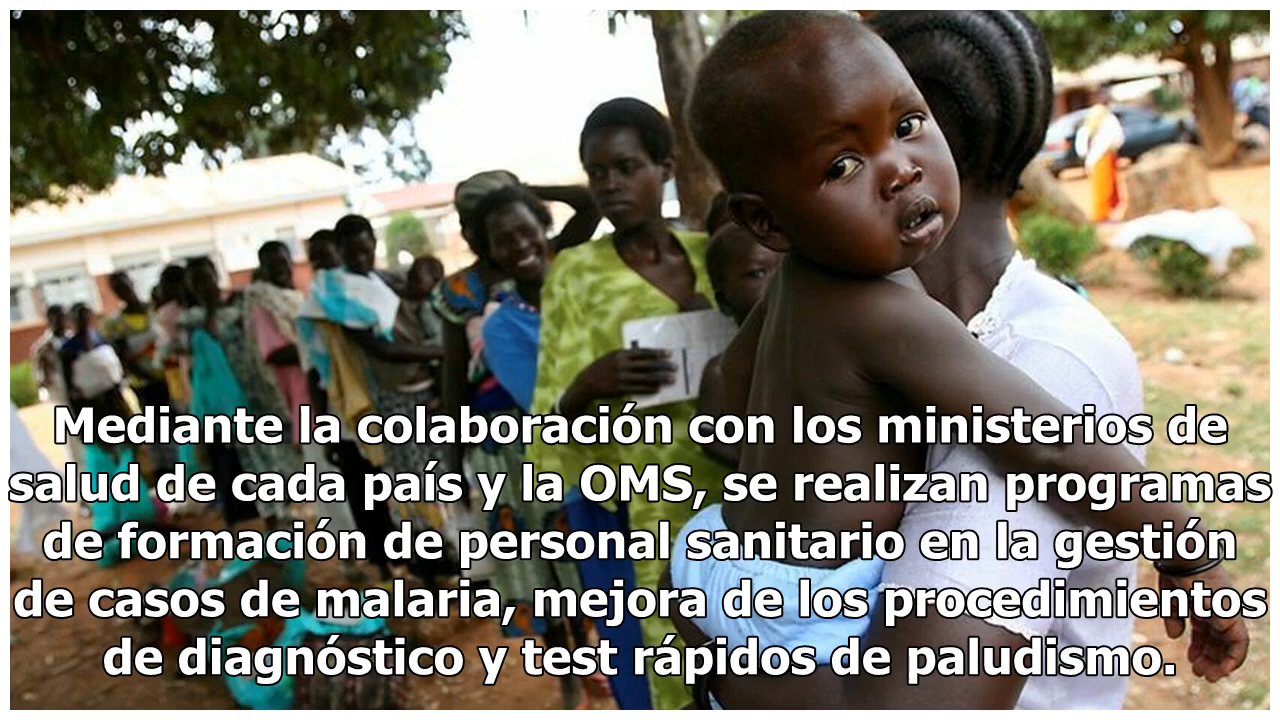 Mediante la colaboración con los ministerios de
salud de cada país y la OMS, se realizan programas
de formación de personal sanitario en la gestión
de casos de malaria, mejora de los procedimientos
de diagnóstico y test rápidos de paludismo.